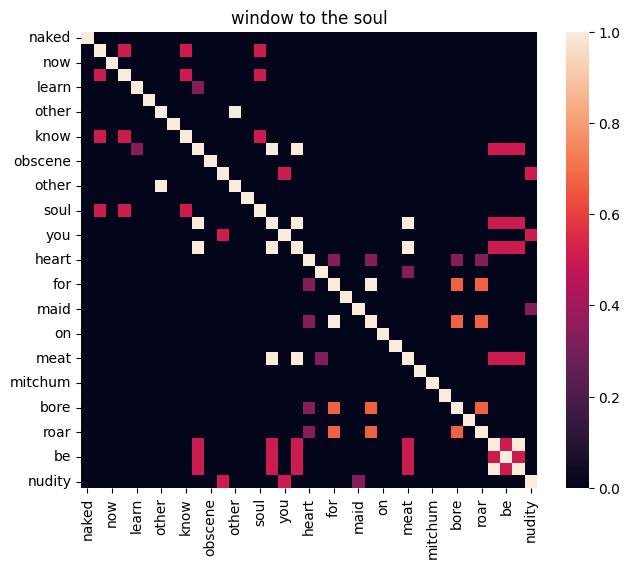 window to the soul
naked
now
learn
other
know
obscene
other
soul
you
heart
for
maid
on
meat
mitchum
bore
roar
be
nudity
1.0
0.8
0.6
0.4
0.2
0.0
naked
now
learn
other
know
obscene
other
soul
you
heart
for
maid
on
meat
mitchum
bore
roar
be
nudity